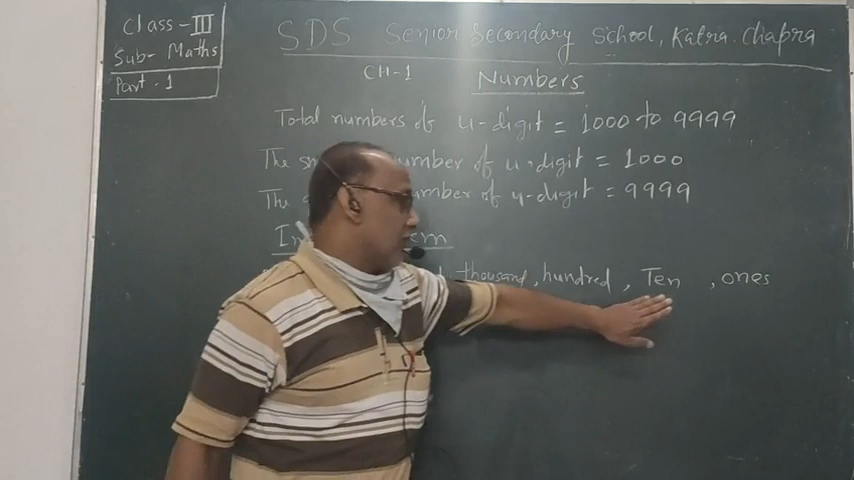 Class - III
Sub- Maths
Part - 1
SDS Senior Secondary School, Katra. Chapra
CH-1 Numbers
Total numbers of 4-digit = 1000 to 9999
The number of 4-digit = 1000
The number of 4-digit = 9999
thousand, hundred, Ten, ones